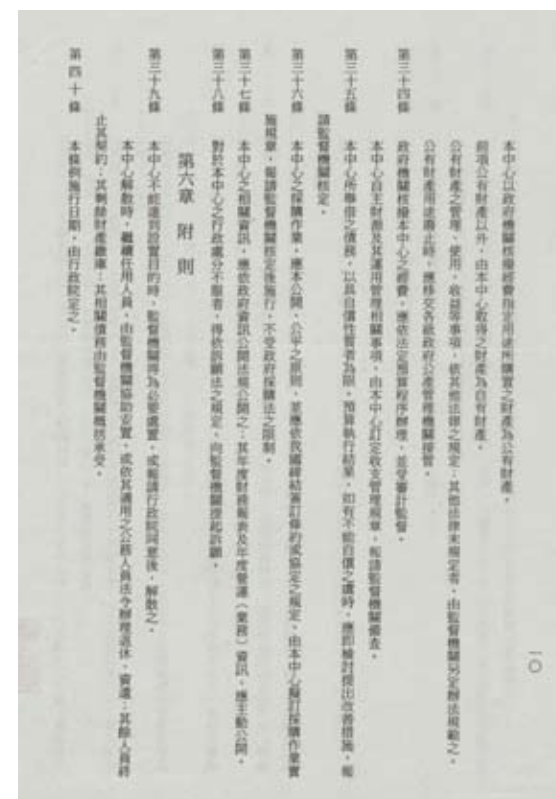 本中心以政府機關核撥經費指定用途所購置之財產為公有財產。
前項公有財產以外，由本中心取得之財產為自有財產。
公有財產之管理、使用、收益等事項，依其他法律之規定；其他法律未規定者，由監督機關另定辦法規範之。
公有財產用途廢止時，應移交各級政府公產管理機關接管。
第三十四條　政府機關核撥本中心之經費，應依法定預算程序辦理，並受審計監督。
本中心自主財源及其運用管理相關事項，由本中心訂定收支管理規章，報請監督機關備查。
第三十五條　本中心所舉借之債務，以具自償性質者為限，預算執行結果，如有不能自償之虞時，應即檢討提出改善措施，報
請監督機關核定。
第三十六條　本中心之採購作業，應本公開、公平之原則，並應依我國締結簽訂條約或協定之規定，由本中心擬訂採購作業實
施規章，報請監督機關核定後施行，不受政府採購法之限制。
第三十七條　本中心之相關資訊，應依政府資訊公開法規公開之；其年度財務報表及年度營運（業務）資訊，應主動公開。
第三十八條　對於本中心之行政處分不服者，得依訴願法之規定，向監督機關提起訴願。
第六章　附　則
第三十九條　本中心不能達到設置目的時，監督機關得為必要處置，或報請行政院同意後，解散之。
本中心解散時，繼續任用人員，由監督機關協助安置，或依其適用之公務人員法令辦理退休、資遣；其餘人員終
止其契約；其剩餘財產繳庫；其相關債務由監督機關概括承受。
第四十條　本條例施行日期，由行政院定之。
一〇